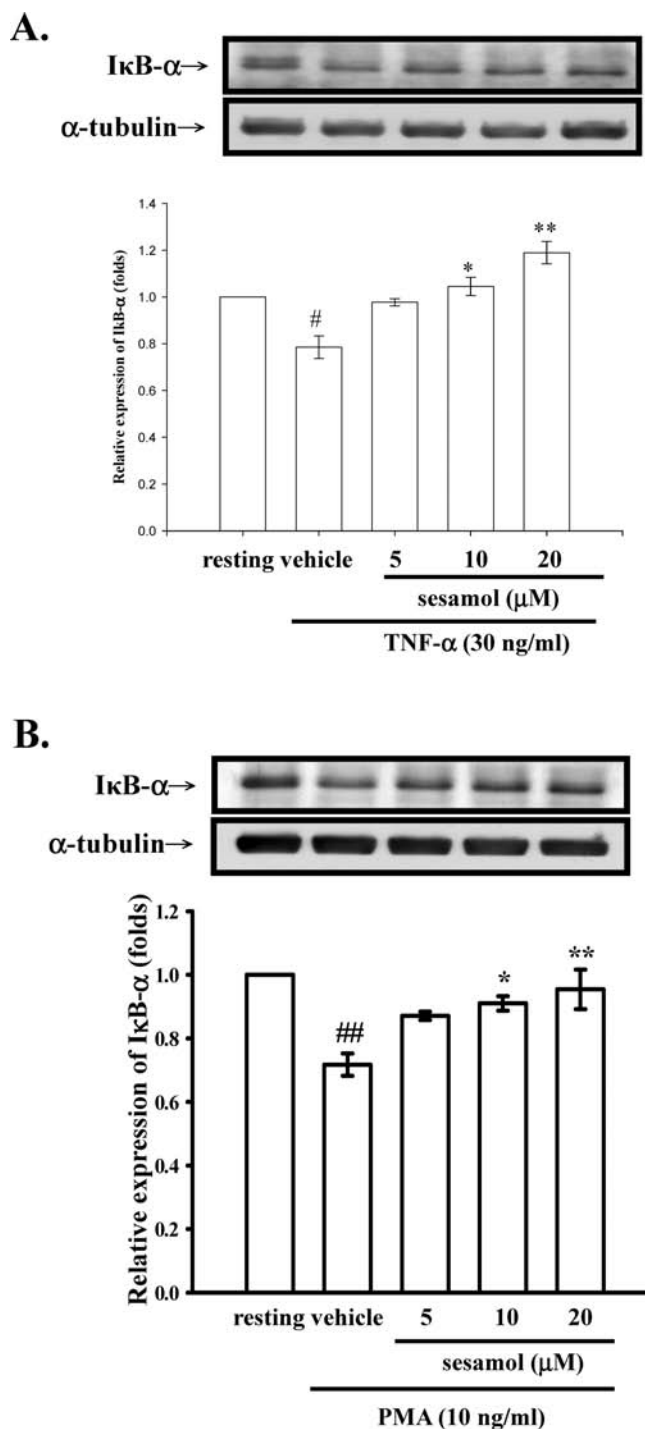 A.
IκB-α→
α-tubulin→
Relative expression of IkB-α (folds)
1.4
1.2
1.0
0.8
0.6
0.4
0.2
0.0
#
*
**
resting vehicle 5 10 20
sesamol (μM)
TNF-α (30 ng/ml)
B.
IκB-α→
α-tubulin→
Relative expression of IκB-α (folds)
1.2
1.0
0.8
0.6
0.4
0.2
0.0
##
*
**
resting vehicle 5 10 20
sesamol (μM)
PMA (10 ng/ml)